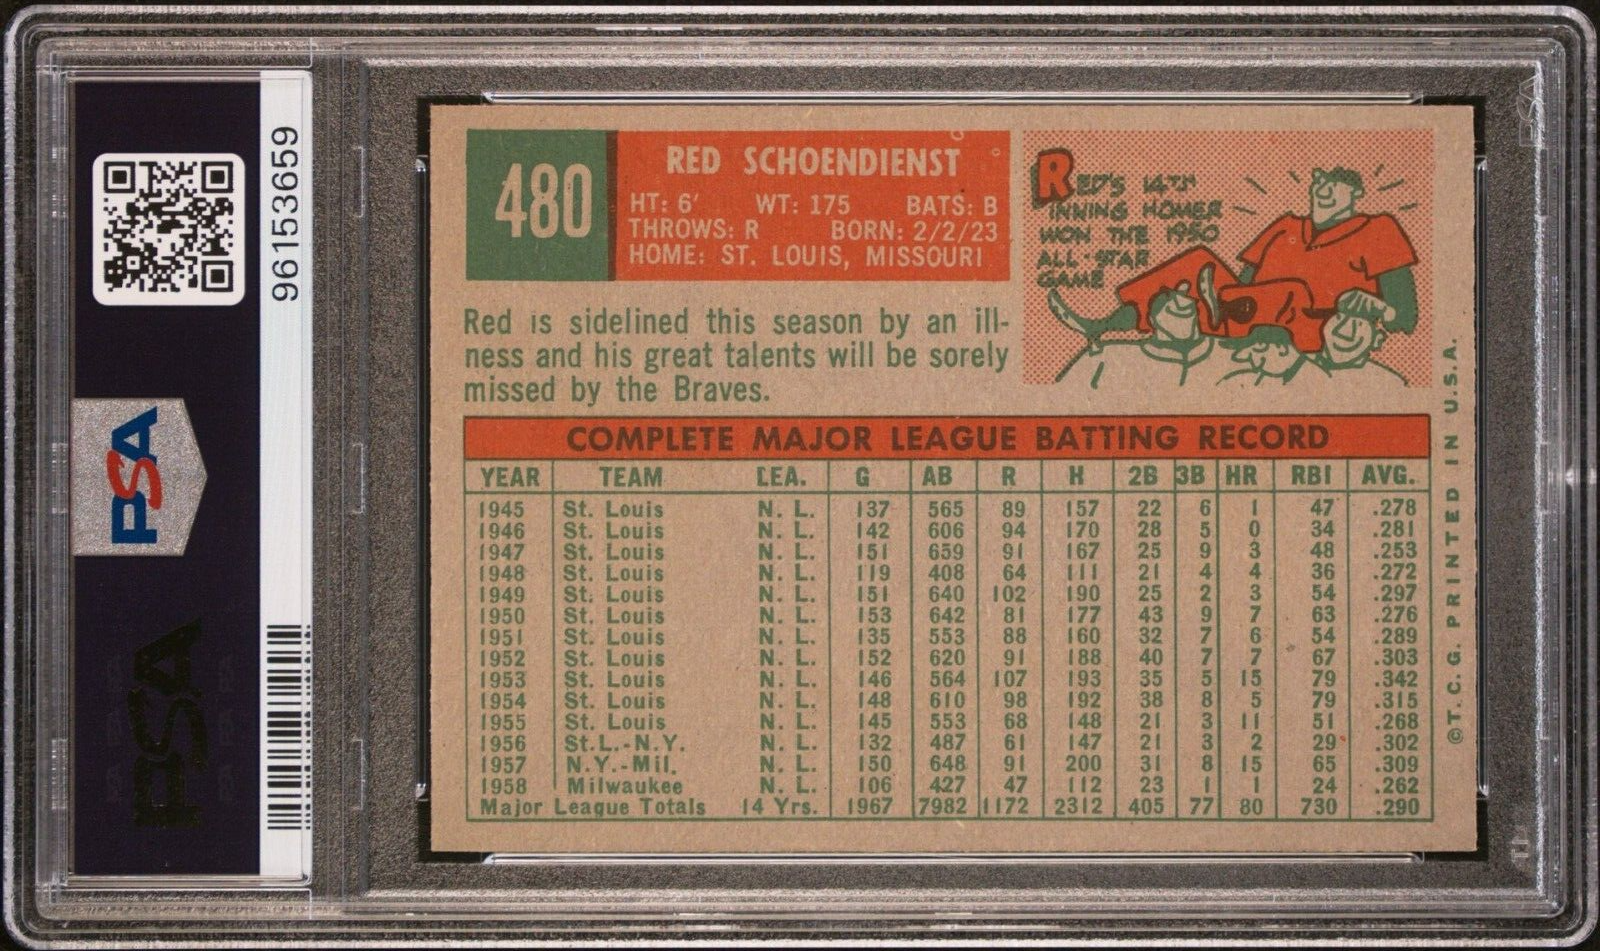 PSA
96153659
PSA
480
RED SCHOENDIENST
HT: 6' WT: 175 BATS: B
THROWS: R BORN: 2/2/23
HOME: ST. LOUIS, MISSOURI
RED'S 14TH
INNING HOMER
WON THE 1950
ALL-STAR
GAME
Red is sidelined this season by an ill-
ness and his great talents will be sorely
missed by the Braves.
COMPLETE MAJOR LEAGUE BATTING RECORD
YEAR TEAM LEA. G AB R H 2B 3B HR RBI AVG.
1945 St. Louis N. L. 137 565 89 157 22 6 1 47 .278
1946 St. Louis N. L. 142 606 94 170 28 5 0 34 .281
1947 St. Louis N. L. 151 659 91 167 25 9 3 48 .253
1948 St. Louis N. L. 119 408 64 111 21 4 4 36 .272
1949 St. Louis N. L. 151 640 102 190 25 2 3 54 .297
1950 St. Louis N. L. 153 642 81 177 43 9 7 63 .276
1951 St. Louis N. L. 135 553 88 160 32 7 6 54 .289
1952 St. Louis N. L. 152 620 91 188 40 7 7 67 .303
1953 St. Louis N. L. 146 564 107 193 35 5 15 79 .342
1954 St. Louis N. L. 148 610 98 192 38 8 5 79 .315
1955 St. Louis N. L. 145 553 68 148 21 3 11 51 .268
1956 St.L.-N.Y. N. L. 132 487 61 147 21 3 2 29 .302
1957 N.Y.-Mil. N. L. 150 648 91 200 31 8 15 65 .309
1958 Milwaukee N. L. 106 427 47 112 23 1 1 24 .262
Major League Totals 14 Yrs. 1967 7982 1172 2312 405 77 80 730 .290
©T. C. G. PRINTED IN U.S.A.
PSA